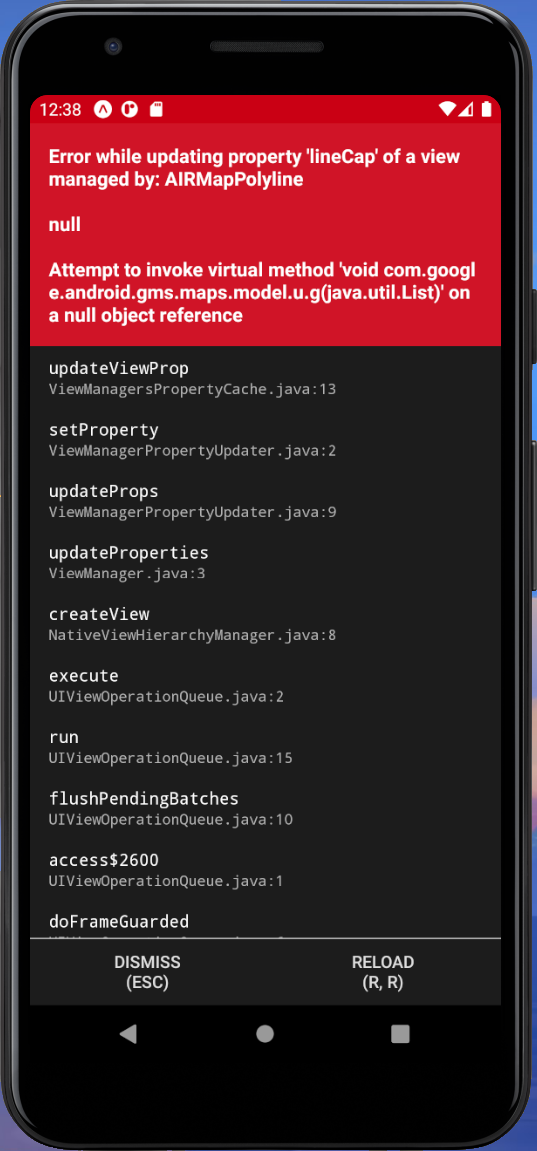 12:38
Error while updating property 'lineCap' of a view
managed by: AIRMapPolyline
null
Attempt to invoke virtual method 'void com.googl
e.android.gms.maps.model.u.g(java.util.List)' on
a null object reference
updateViewProp
ViewManagersPropertyCache.java:13
setProperty
ViewManagerPropertyUpdater.java:2
updateProps
ViewManagerPropertyUpdater.java:9
updateProperties
ViewManager.java:3
createView
NativeViewHierarchyManager.java:8
execute
UIViewOperationQueue.java:2
run
UIViewOperationQueue.java:15
flushPendingBatches
UIViewOperationQueue.java:10
access$2600
UIViewOperationQueue.java:1
doFrameGuarded
DISMISS
(ESC)
RELOAD
(R, R)